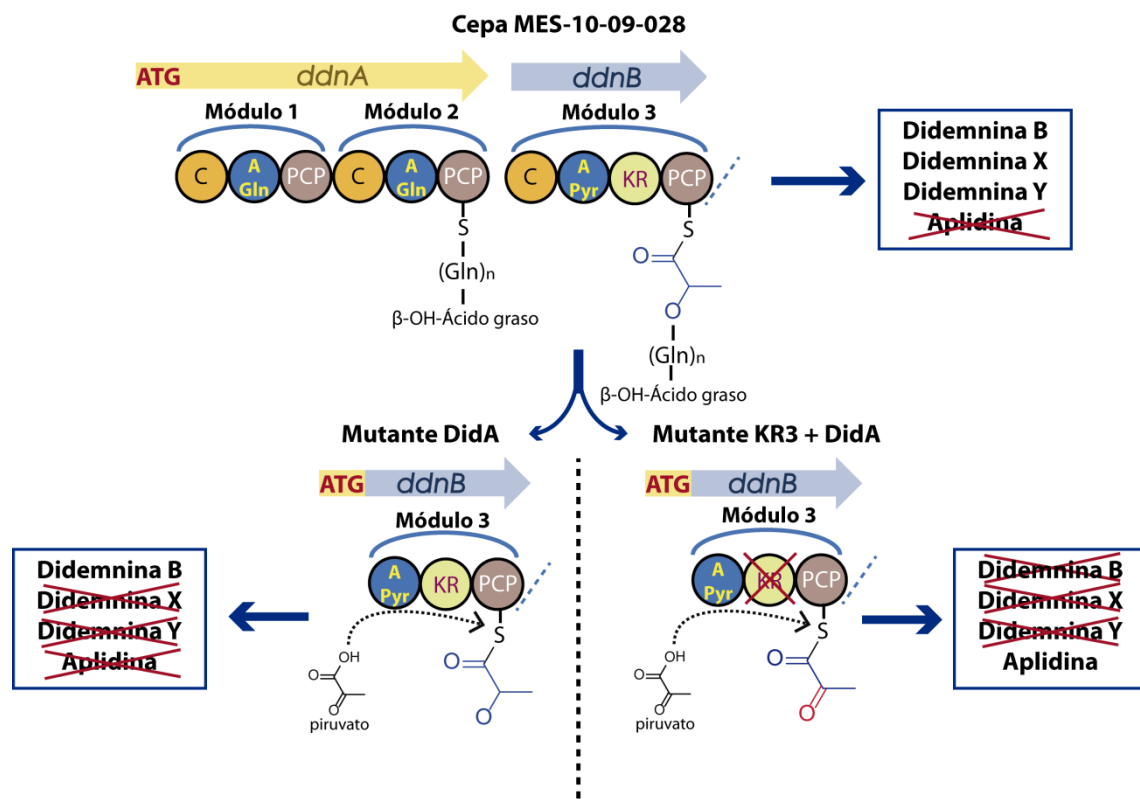 Cepa MES-10-09-028
ATG ddnA ddnB
Módulo 1 Módulo 2 Módulo 3
C A Gln PCP C A Gln PCP C A Pyr KR PCP
Didemnina B
Didemnina X
Didemnina Y
Aplidina
S
(Gln)n
β-OH-Ácido graso
S
O
O
(Gln)n
β-OH-Ácido graso
Mutante DidA
ATG ddnB
Módulo 3
A Pyr KR PCP
S
O
O
OH
O
O
piruvato
Didemnina B
Didemnina X
Didemnina Y
Aplidina
Mutante KR3 + DidA
ATG ddnB
Módulo 3
A Pyr KR PCP
S
O
O
OH
O
O
piruvato
Didemnina B
Didemnina X
Didemnina Y
Aplidina